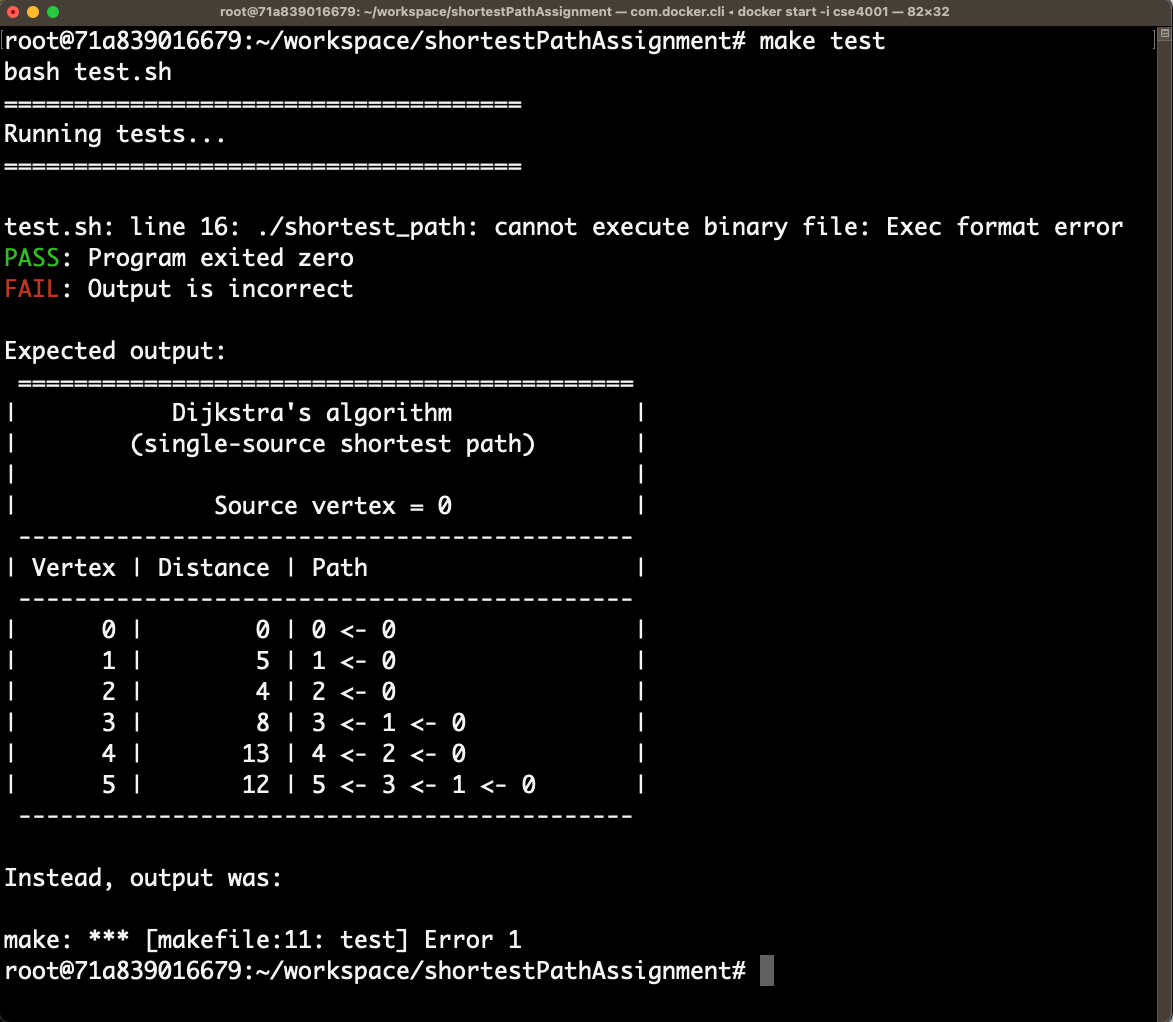 root@71a839016679: ~/workspace/shortestPathAssignment — com.docker.cli ◂ docker start -i cse4001 — 82×32
[root@71a839016679:~/workspace/shortestPathAssignment# make test ]
bash test.sh
=====================================
Running tests...
=====================================
test.sh: line 16: ./shortest_path: cannot execute binary file: Exec format error
PASS: Program exited zero
FAIL: Output is incorrect
Expected output:
 ============================================
|           Dijkstra's algorithm             |
|        (single-source shortest path)       |
|                                            |
|              Source vertex = 0             |
 --------------------------------------------
| Vertex | Distance | Path                   |
 --------------------------------------------
|      0 |        0 | 0 <- 0                 |
|      1 |        5 | 1 <- 0                 |
|      2 |        4 | 2 <- 0                 |
|      3 |        8 | 3 <- 1 <- 0            |
|      4 |       13 | 4 <- 2 <- 0            |
|      5 |       12 | 5 <- 3 <- 1 <- 0       |
 --------------------------------------------
Instead, output was:
make: *** [makefile:11: test] Error 1
root@71a839016679:~/workspace/shortestPathAssignment#